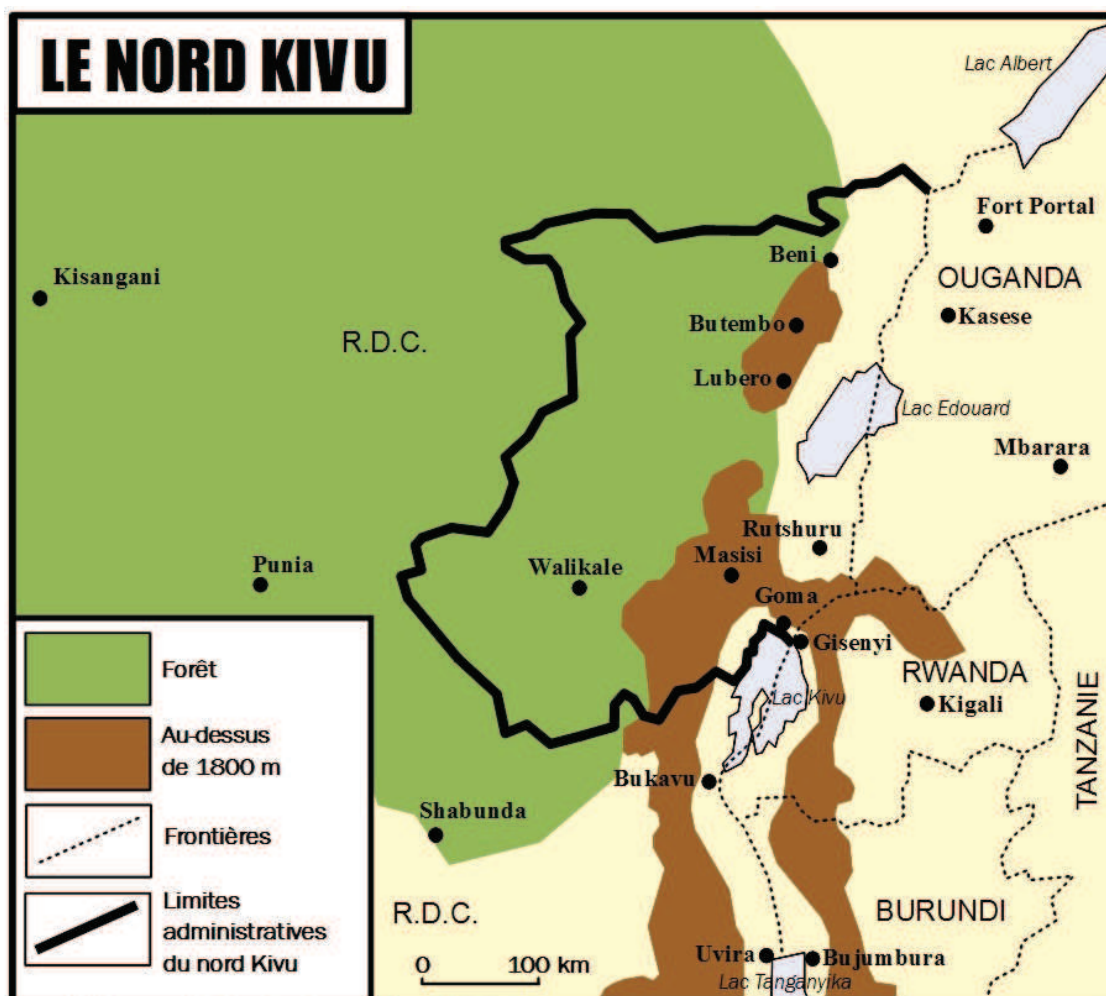 LE NORD KIVU
Lac Albert
Fort Portal
Beni
Kisangani
OUGANDA
Butembo
Kasese
R.D.C.
Lubero
Lac Edouard
Mbarara
Rutshuru
Masisi
Punia
Walikale
Goma
Gisenyi
RWANDA
Lac Kivu
Kigali
TANZANIE
Bukavu
Shabunda
R.D.C.
BURUNDI
Uvira
Bujumbura
Lac Tanganyika
Forêt
Au-dessus
de 1800 m
Frontières
Limites
administratives
du nord Kivu
0 100 km